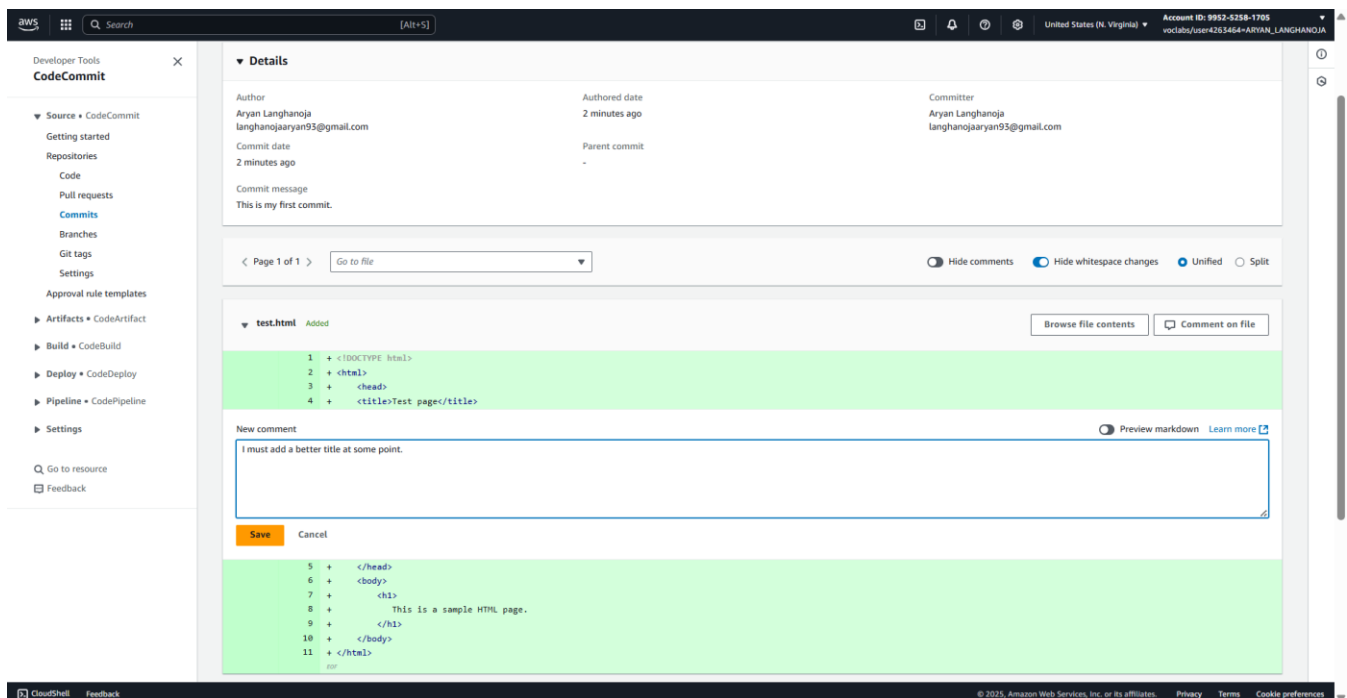 aws
Search [Alt+S]
United States (N. Virginia)
Account ID: 9952-5258-1705
voclabs/user4263464=ARYAN_LANGHANOJA
Developer Tools
CodeCommit
Source • CodeCommit
Getting started
Repositories
Code
Pull requests
Commits
Branches
Git tags
Settings
Approval rule templates
Artifacts • CodeArtifact
Build • CodeBuild
Deploy • CodeDeploy
Pipeline • CodePipeline
Settings
Go to resource
Feedback
Details
Author
Aryan Langhanoja
langhanojaaryan93@gmail.com
Authored date
2 minutes ago
Committer
Aryan Langhanoja
langhanojaaryan93@gmail.com
Commit date
2 minutes ago
Parent commit
-
Commit message
This is my first commit.
Page 1 of 1
Go to file
Hide comments
Hide whitespace changes
Unified
Split
test.html Added
Browse file contents
Comment on file
1 + <!DOCTYPE html>
2 + <html>
3 + <head>
4 + <title>Test page</title>
New comment
Preview markdown Learn more
I must add a better title at some point.
Save Cancel
5 + </head>
6 + <body>
7 + <h1>
8 + This is a sample HTML page.
9 + </h1>
10 + </body>
11 + </html>
EOF
CloudShell Feedback
© 2025, Amazon Web Services, Inc. or its affiliates. Privacy Terms Cookie preferences